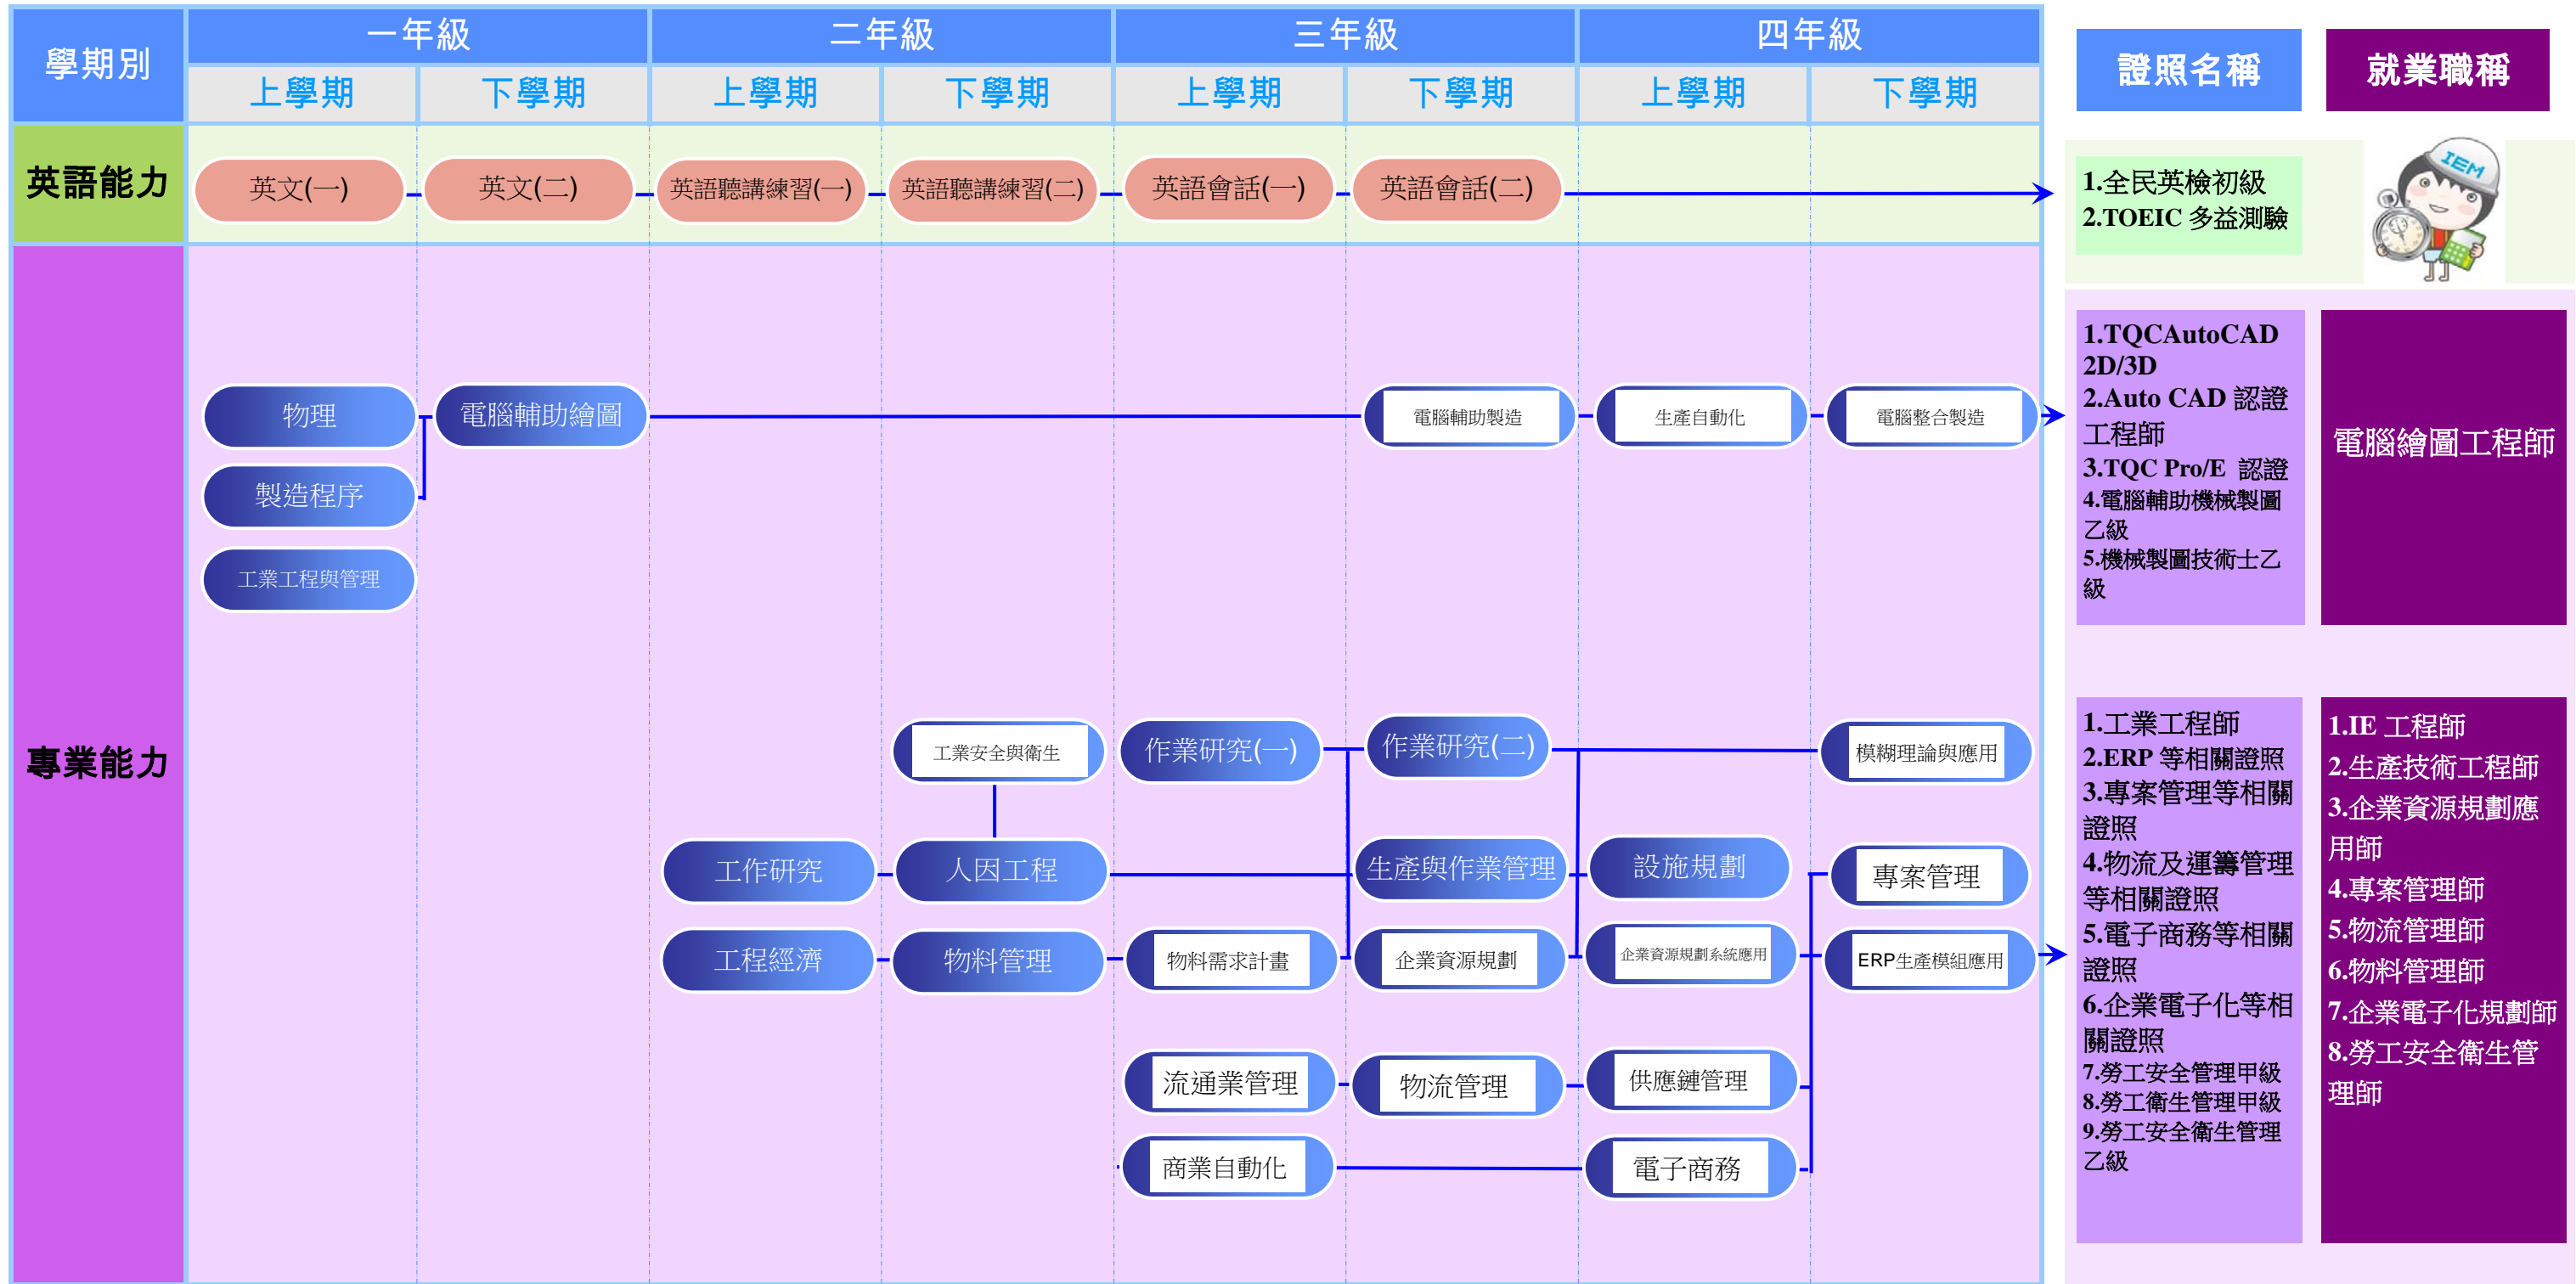 學期別
一年級
二年級
三年級
四年級
上學期
下學期
上學期
下學期
上學期
下學期
上學期
下學期
證照名稱
就業職稱
英語能力
英文(一)
英文(二)
英語聽講練習(一)
英語聽講練習(二)
英語會話(一)
英語會話(二)
1.全民英檢初級
2.TOEIC 多益測驗
IEM
專業能力
物理
電腦輔助繪圖
電腦輔助製造
生產自動化
電腦整合製造
製造程序
工業工程與管理
1.TQCAutoCAD
2D/3D
2.Auto CAD 認證
工程師
3.TQC Pro/E 認證
4.電腦輔助機械製圖
乙級
5.機械製圖技術士乙
級
電腦繪圖工程師
工業安全與衛生
作業研究(一)
作業研究(二)
模糊理論與應用
工作研究
人因工程
生產與作業管理
設施規劃
專案管理
工程經濟
物料管理
物料需求計畫
企業資源規劃
企業資源規劃系統應用
ERP生產模組應用
流通業管理
物流管理
供應鏈管理
商業自動化
電子商務
1.工業工程師
2.ERP 等相關證照
3.專案管理等相關
證照
4.物流及運籌管理
等相關證照
5.電子商務等相關
證照
6.企業電子化等相
關證照
7.勞工安全管理甲級
8.勞工衛生管理甲級
9.勞工安全衛生管理
乙級
1.IE 工程師
2.生產技術工程師
3.企業資源規劃應
用師
4.專案管理師
5.物流管理師
6.物料管理師
7.企業電子化規劃師
8.勞工安全衛生管
理師